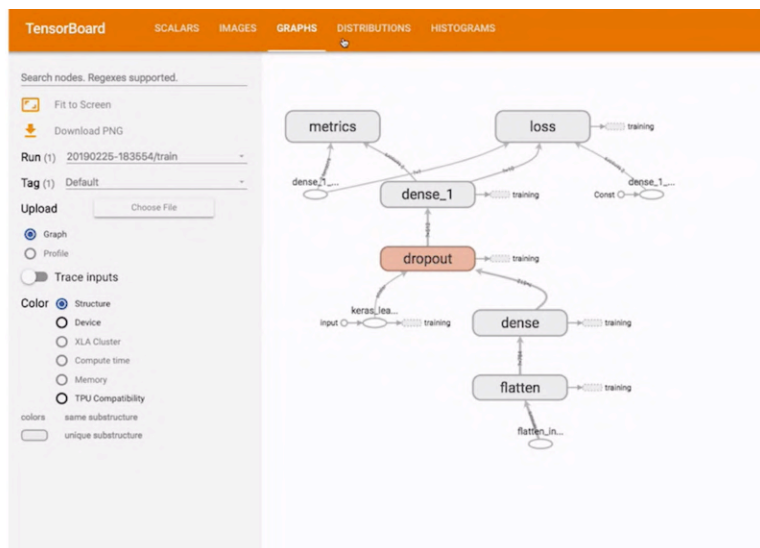 TensorBoard SCALARS IMAGES GRAPHS DISTRIBUTIONS HISTOGRAMS
Search nodes. Regexes supported.
Fit to Screen
Download PNG
Run (1) 20190225-183554/train
Tag (1) Default
Upload Choose File
Graph
Profile
Trace inputs
Color Structure
Device
XLA Cluster
Compute time
Memory
TPU Compatibility
colors same substructure
unique substructure
metrics loss training
dense_1_... dense_1_...
dense_1 training Const
dropout training
keras_lea...
input training dense training
flatten training
flatten_in...